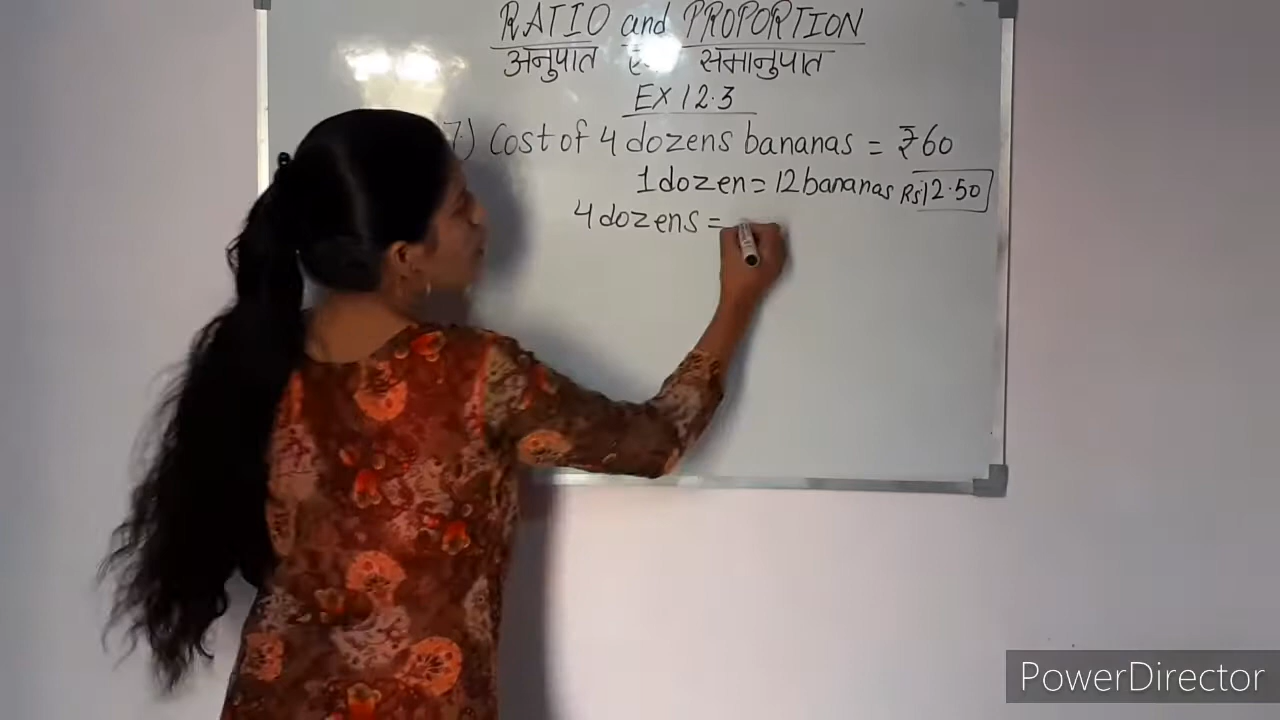 RATIO and PROPORTION
अनुपात ए समानुपात
EX 12.3
7.) Cost of 4 dozens bananas = ₹60
1 dozen = 12 bananas Rs 12.50
4 dozens =
PowerDirector